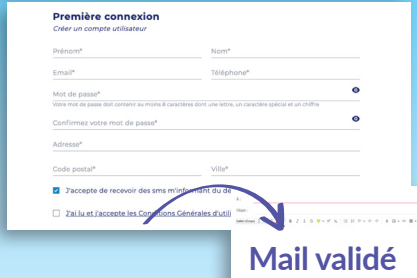 Première connexion
Créer un compte utilisateur
Prénom* Nom*
Email* Téléphone*
Mot de passe*
Votre mot de passe doit contenir au moins 8 caractères dont une lettre, un caractère spécial et un chiffre
Confirmez votre mot de passe*
Adresse*
Code postal* Ville*
J'accepte de recevoir des sms m'informant du dé
J'ai lu et j'accepte les Conditions Générales d'utili
Mail validé